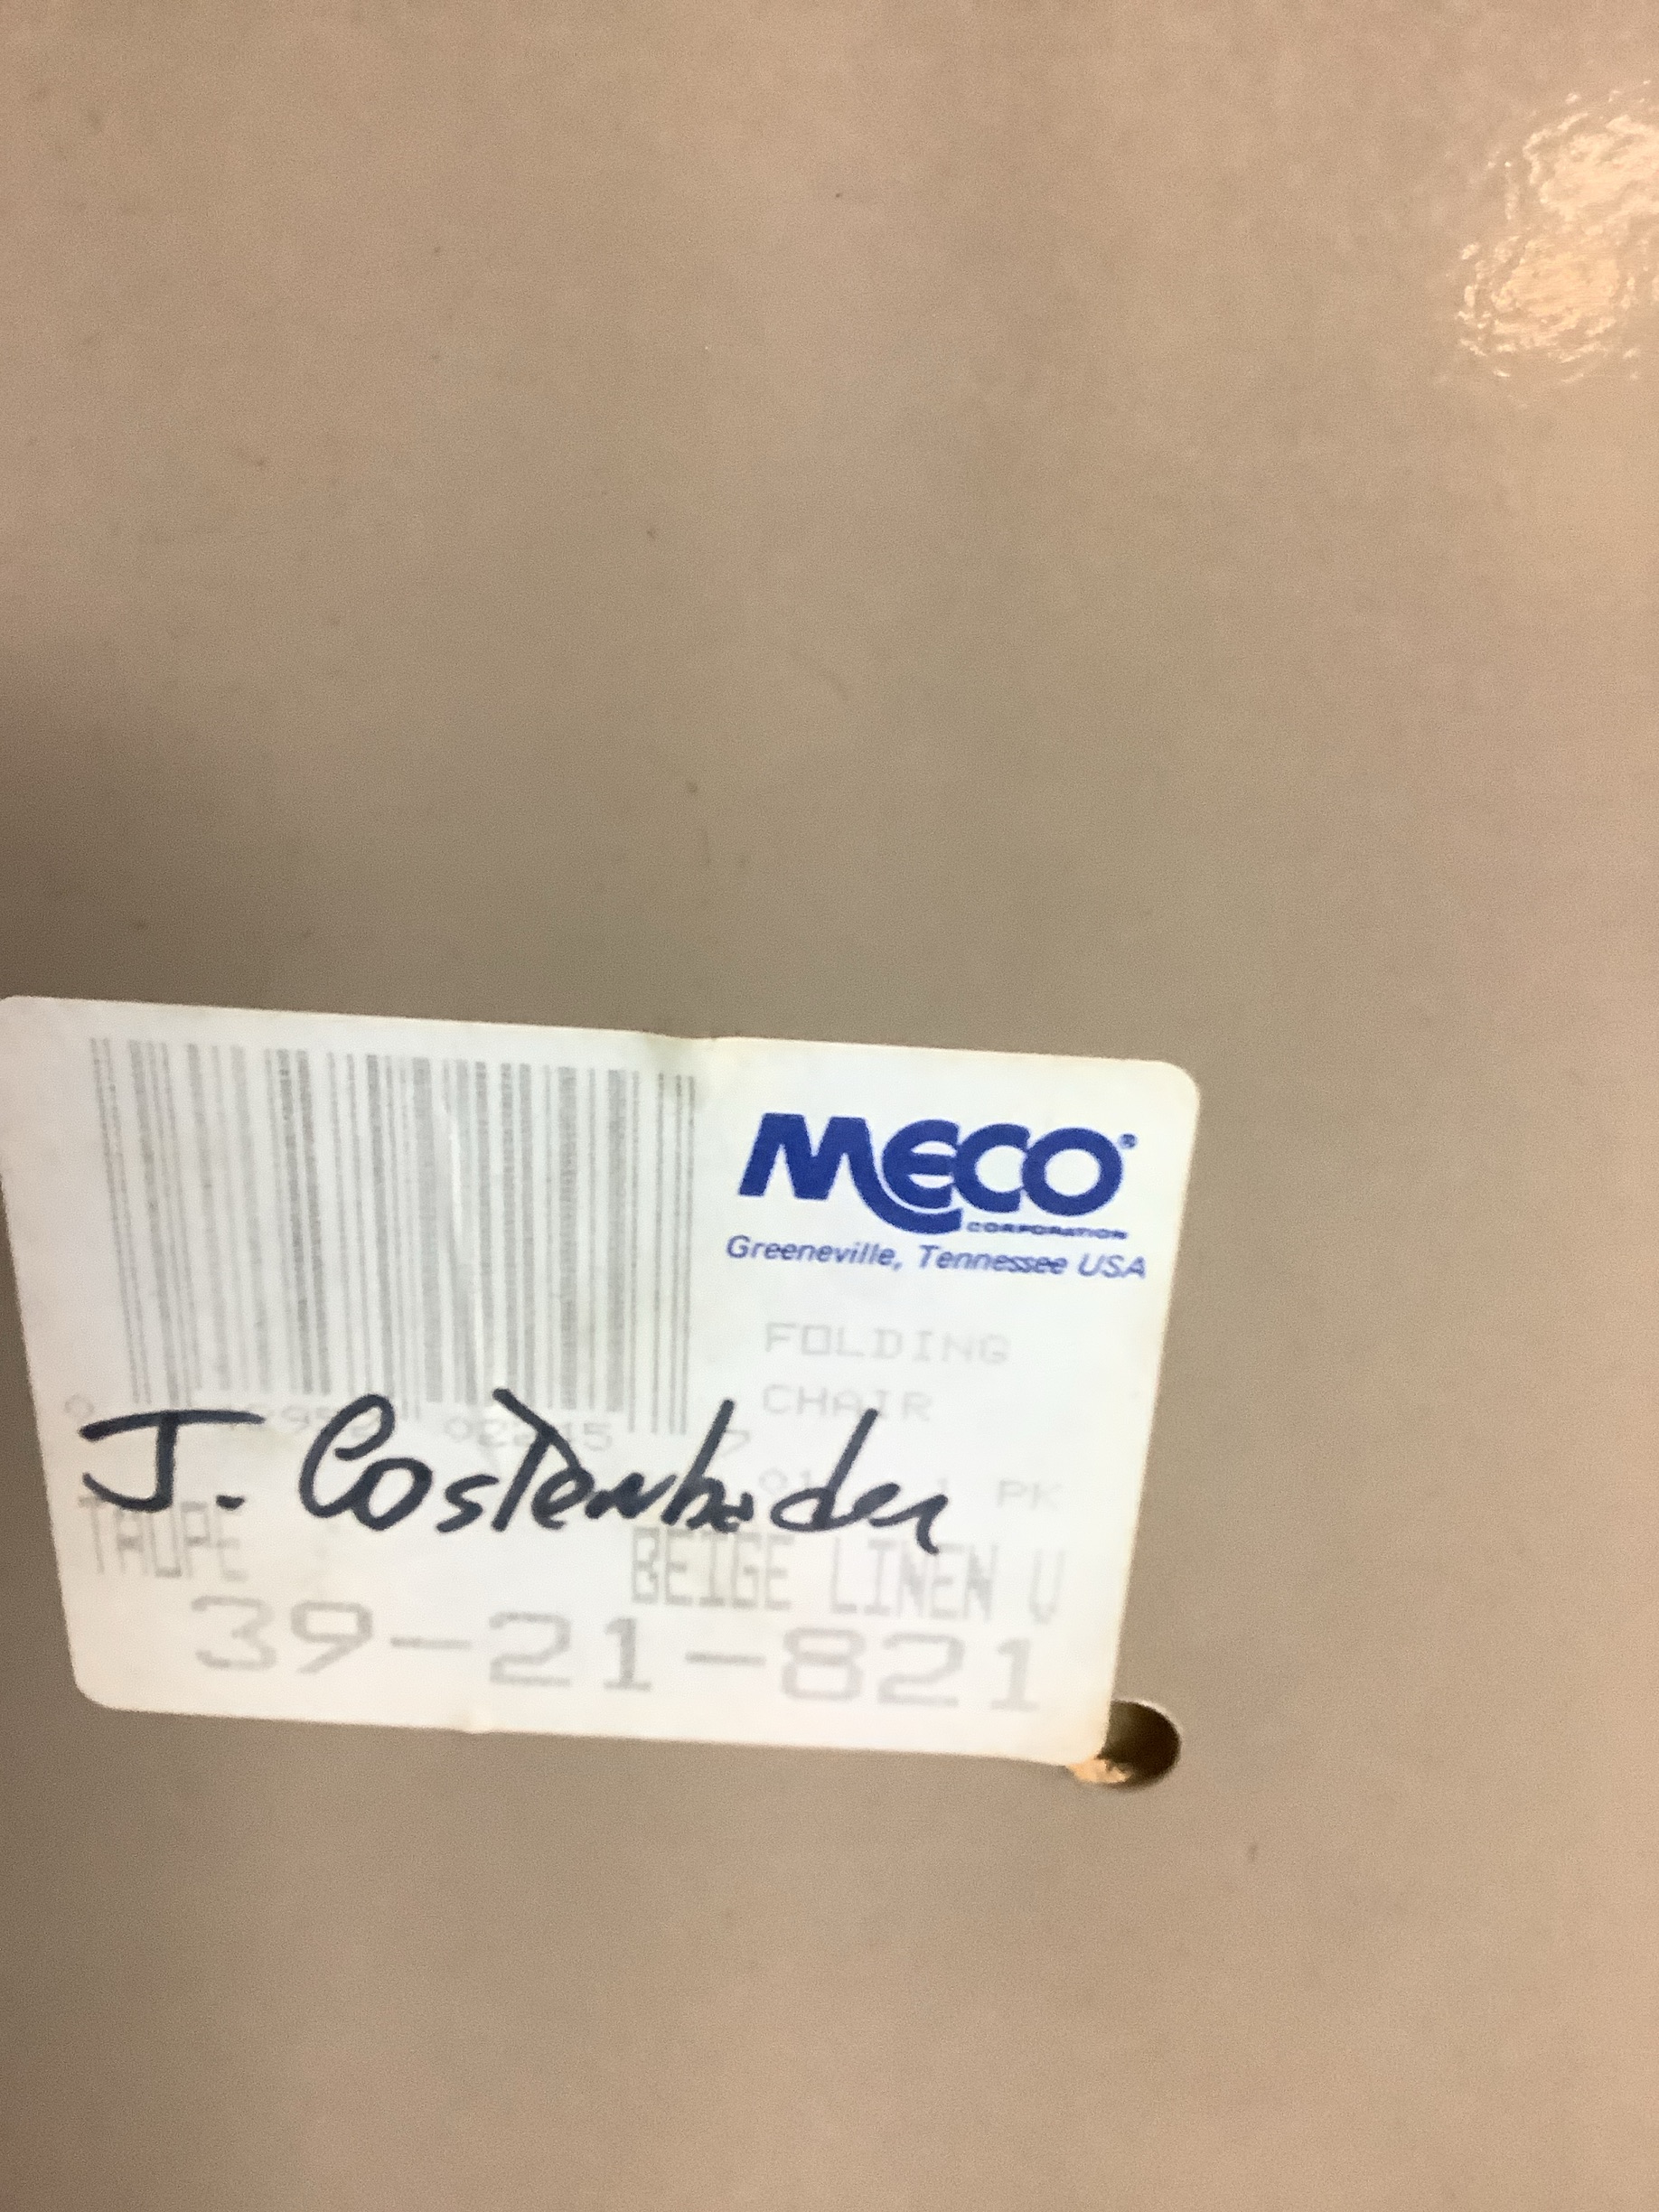 MECO®
CORPORATION
Greeneville, Tennessee USA
FOLDING
CHAIR
PK
J. Costenbader
TAUPE BEIGE LINEN V
39-21-821